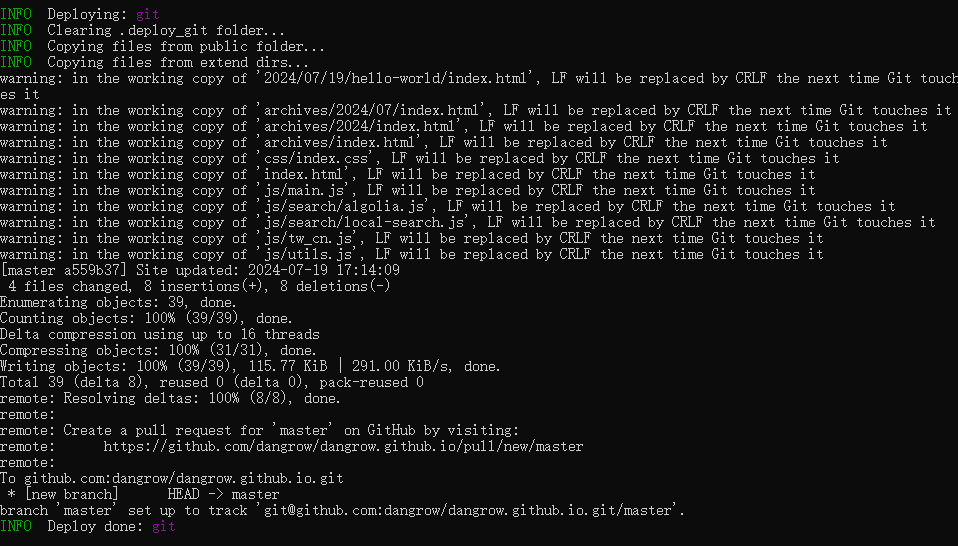 INFO  Deploying: git
INFO  Clearing .deploy_git folder...
INFO  Copying files from public folder...
INFO  Copying files from extend dirs...
warning: in the working copy of '2024/07/19/hello-world/index.html', LF will be replaced by CRLF the next time Git touch
es it
warning: in the working copy of 'archives/2024/07/index.html', LF will be replaced by CRLF the next time Git touches it
warning: in the working copy of 'archives/2024/index.html', LF will be replaced by CRLF the next time Git touches it
warning: in the working copy of 'archives/index.html', LF will be replaced by CRLF the next time Git touches it
warning: in the working copy of 'css/index.css', LF will be replaced by CRLF the next time Git touches it
warning: in the working copy of 'index.html', LF will be replaced by CRLF the next time Git touches it
warning: in the working copy of 'js/main.js', LF will be replaced by CRLF the next time Git touches it
warning: in the working copy of 'js/search/algolia.js', LF will be replaced by CRLF the next time Git touches it
warning: in the working copy of 'js/search/local-search.js', LF will be replaced by CRLF the next time Git touches it
warning: in the working copy of 'js/tw_cn.js', LF will be replaced by CRLF the next time Git touches it
warning: in the working copy of 'js/utils.js', LF will be replaced by CRLF the next time Git touches it
[master a559b37] Site updated: 2024-07-19 17:14:09
 4 files changed, 8 insertions(+), 8 deletions(-)
Enumerating objects: 39, done.
Counting objects: 100% (39/39), done.
Delta compression using up to 16 threads
Compressing objects: 100% (31/31), done.
Writing objects: 100% (39/39), 115.77 KiB | 291.00 KiB/s, done.
Total 39 (delta 8), reused 0 (delta 0), pack-reused 0
remote: Resolving deltas: 100% (8/8), done.
remote:
remote: Create a pull request for 'master' on GitHub by visiting:
remote:      https://github.com/dangrow/dangrow.github.io/pull/new/master
remote:
To github.com:dangrow/dangrow.github.io.git
 * [new branch]      HEAD -> master
branch 'master' set up to track 'git@github.com:dangrow/dangrow.github.io.git/master'.
INFO  Deploy done: git